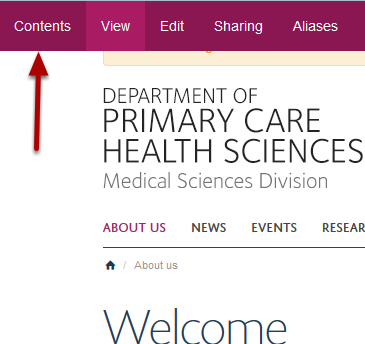 Contents View Edit Sharing Aliases
DEPARTMENT OF
PRIMARY CARE
HEALTH SCIENCES
Medical Sciences Division
ABOUT US NEWS EVENTS RESEAR
/ About us
Welcome